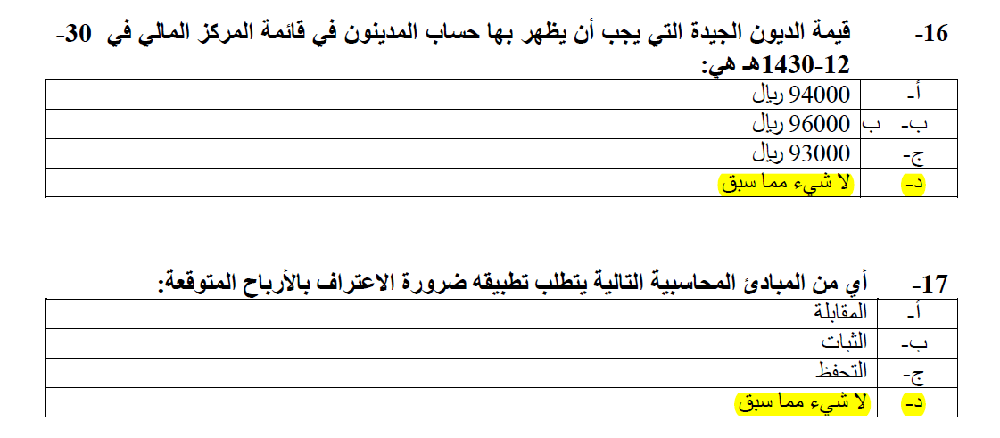 16- قيمة الديون الجيدة التي يجب أن يظهر بها حساب المدينون في قائمة المركز المالي في 30-
12-1430هـ هي:
أ- 94000 ريال
ب- ب 96000 ريال
ج- 93000 ريال
د- لا شيء مما سبق
17- أي من المبادئ المحاسبية التالية يتطلب تطبيقه ضرورة الاعتراف بالأرباح المتوقعة:
أ- المقابلة
ب- الثبات
ج- التحفظ
د- لا شيء مما سبق